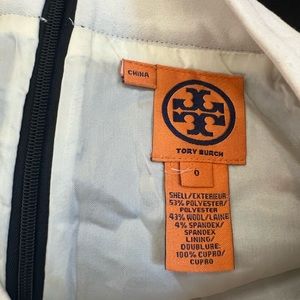 CHINA
TORY BURCH
0
SHELL/EXTERIEUR
53% POLYESTER/
POLYESTER
43% WOOL/LAINE
4% SPANDEX/
SPANDEX
LINING/
DOUBLURE:
100% CUPRO/
CUPRO